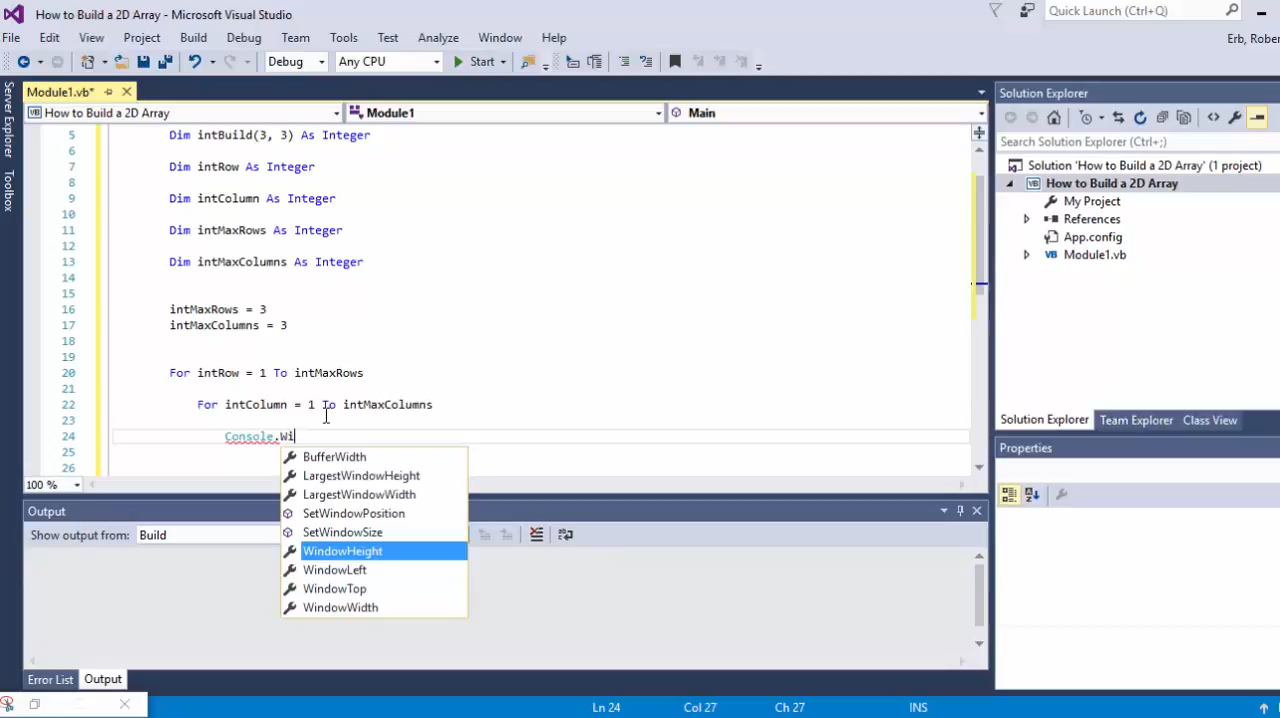 How to Build a 2D Array - Microsoft Visual Studio
Quick Launch (Ctrl+Q)
File Edit View Project Build Debug Team Tools Test Analyze Window Help
Erb, Rober
Debug Any CPU Start
Server Explorer
Toolbox
Module1.vb*
How to Build a 2D Array Module1 Main
5 Dim intBuild(3, 3) As Integer
6
7 Dim intRow As Integer
8
9 Dim intColumn As Integer
10
11 Dim intMaxRows As Integer
12
13 Dim intMaxColumns As Integer
14
15
16 intMaxRows = 3
17 intMaxColumns = 3
18
19
20 For intRow = 1 To intMaxRows
21
22 For intColumn = 1 To intMaxColumns
23
24 Console.Wi
25
26
BufferWidth
LargestWindowHeight
LargestWindowWidth
SetWindowPosition
SetWindowSize
WindowHeight
WindowLeft
WindowTop
WindowWidth
100 %
Output
Show output from: Build
Error List Output
Solution Explorer
Search Solution Explorer (Ctrl+;)
Solution 'How to Build a 2D Array' (1 project)
VB How to Build a 2D Array
My Project
References
App.config
VB Module1.vb
Solution Explorer Team Explorer Class View
Properties
Ln 24 Col 27 Ch 27 INS